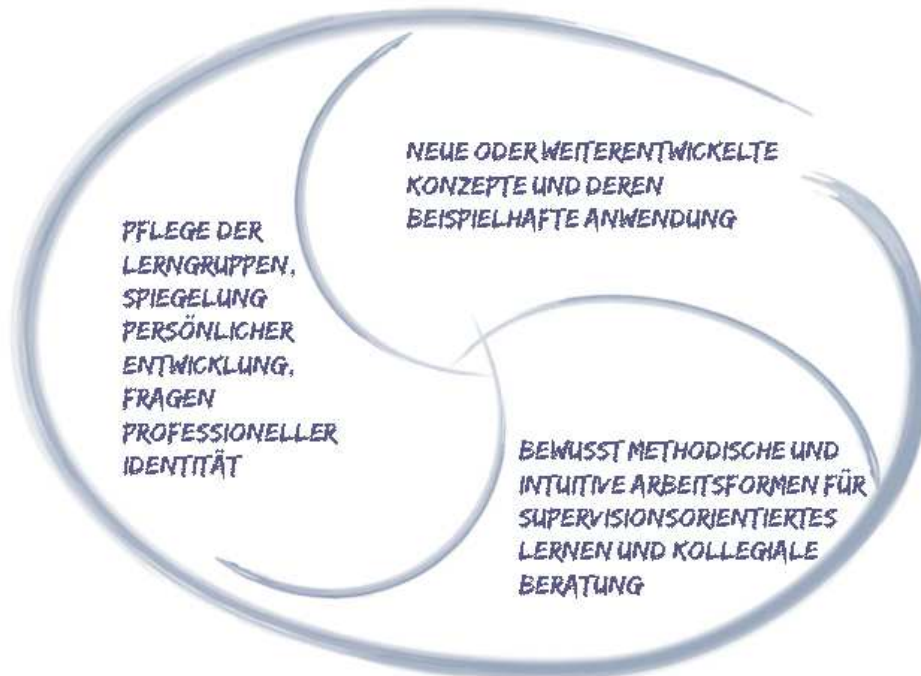 NEUE ODER WEITERENTWICKELTE
KONZEPTE UND DEREN
BEISPIELHAFTE ANWENDUNG
PFLEGE DER
LERNGRUPPEN,
SPIEGELUNG
PERSÖNLICHER
ENTWICKLUNG,
FRAGEN
PROFESSIONELLER
IDENTITÄT
BEWUSST METHODISCHE UND
INTUITIVE ARBEITSFORMEN FÜR
SUPERVISIONSORIENTIERTES
LERNEN UND KOLLEGIALE
BERATUNG